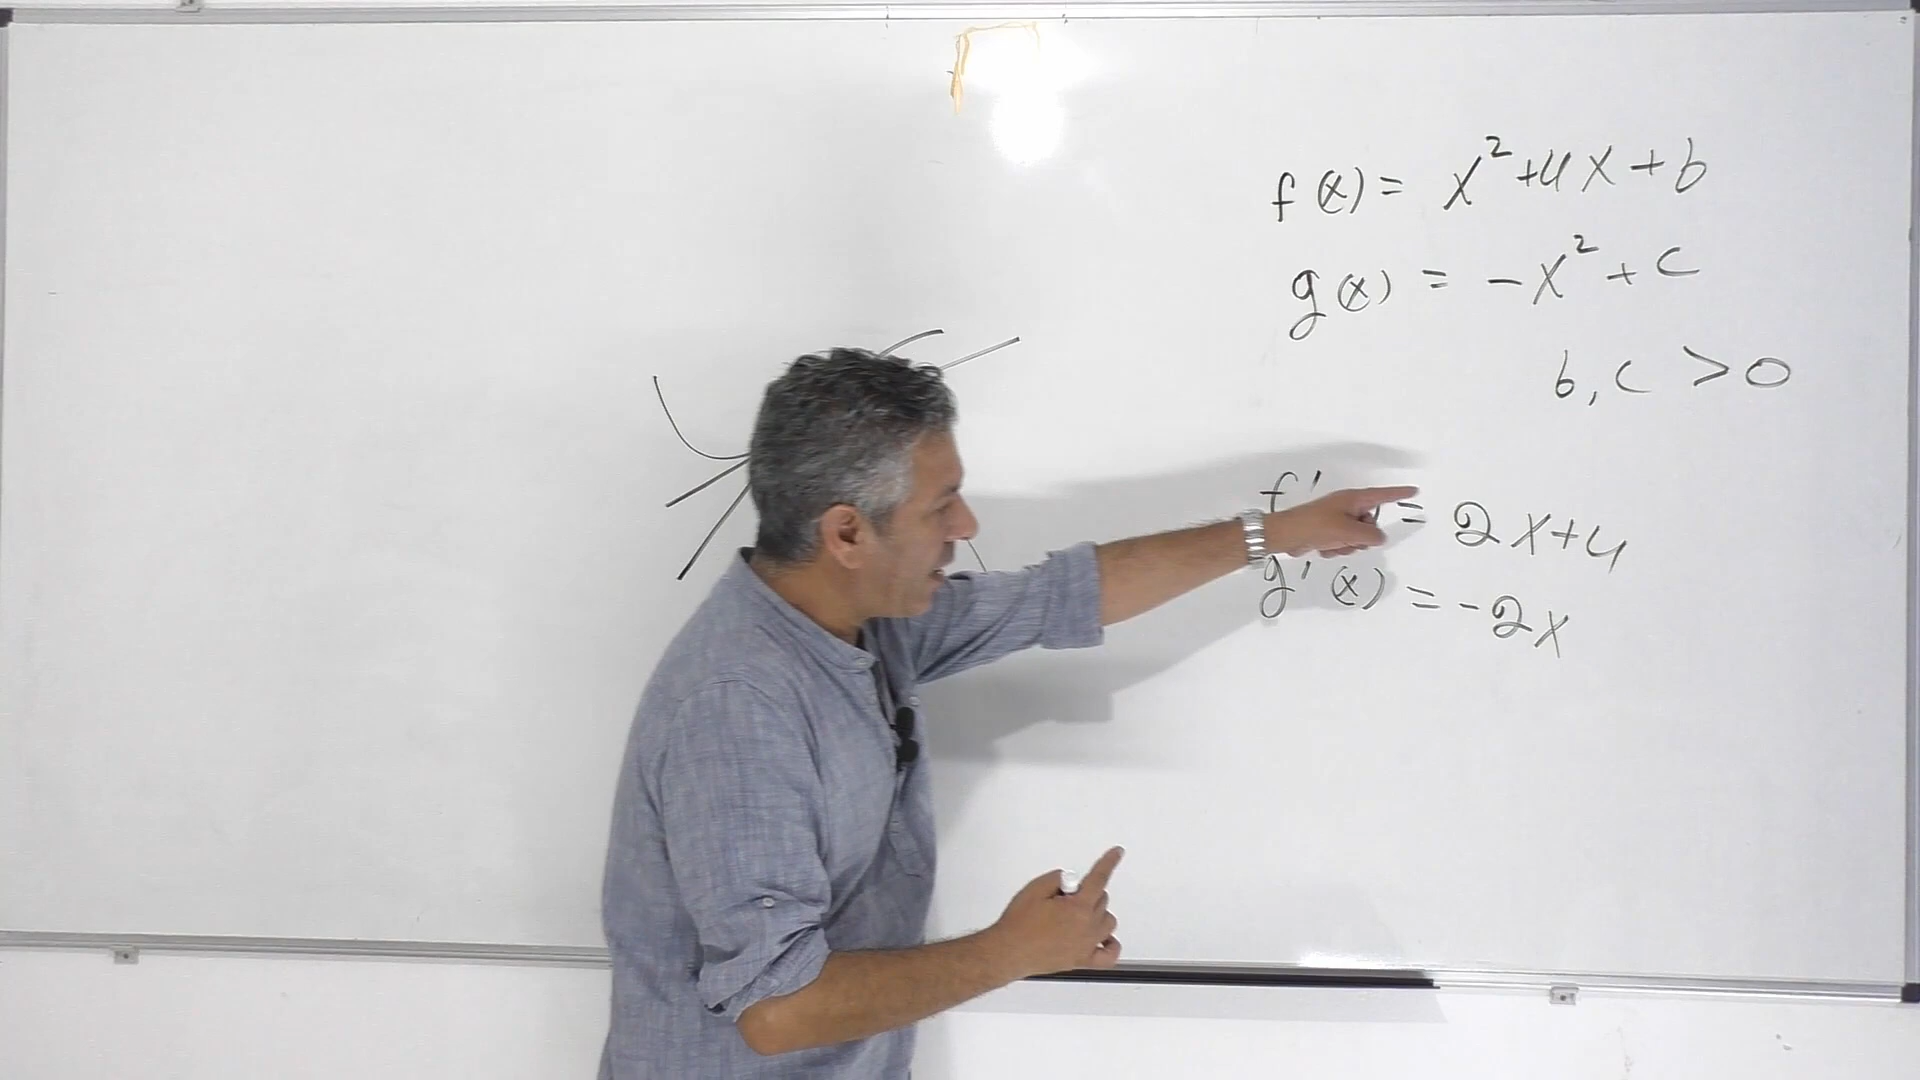 f(x) = x²+4x+b
g(x) = -x²+c
b, c > 0
f' = 2x+4
g'(x) = -2x